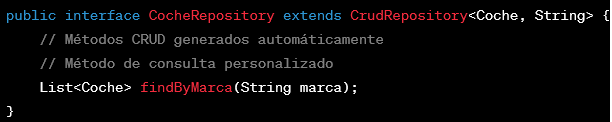 public interface CocheRepository extends CrudRepository<Coche, String> {
// Métodos CRUD generados automáticamente
// Método de consulta personalizado
List<Coche> findByMarca(String marca);
}